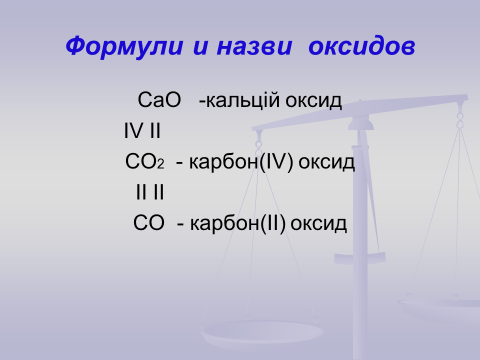 Формули и назви оксидов
CaO -кальцій оксид
IV II
CO2 - карбон(IV) оксид
II II
CO - карбон(II) оксид